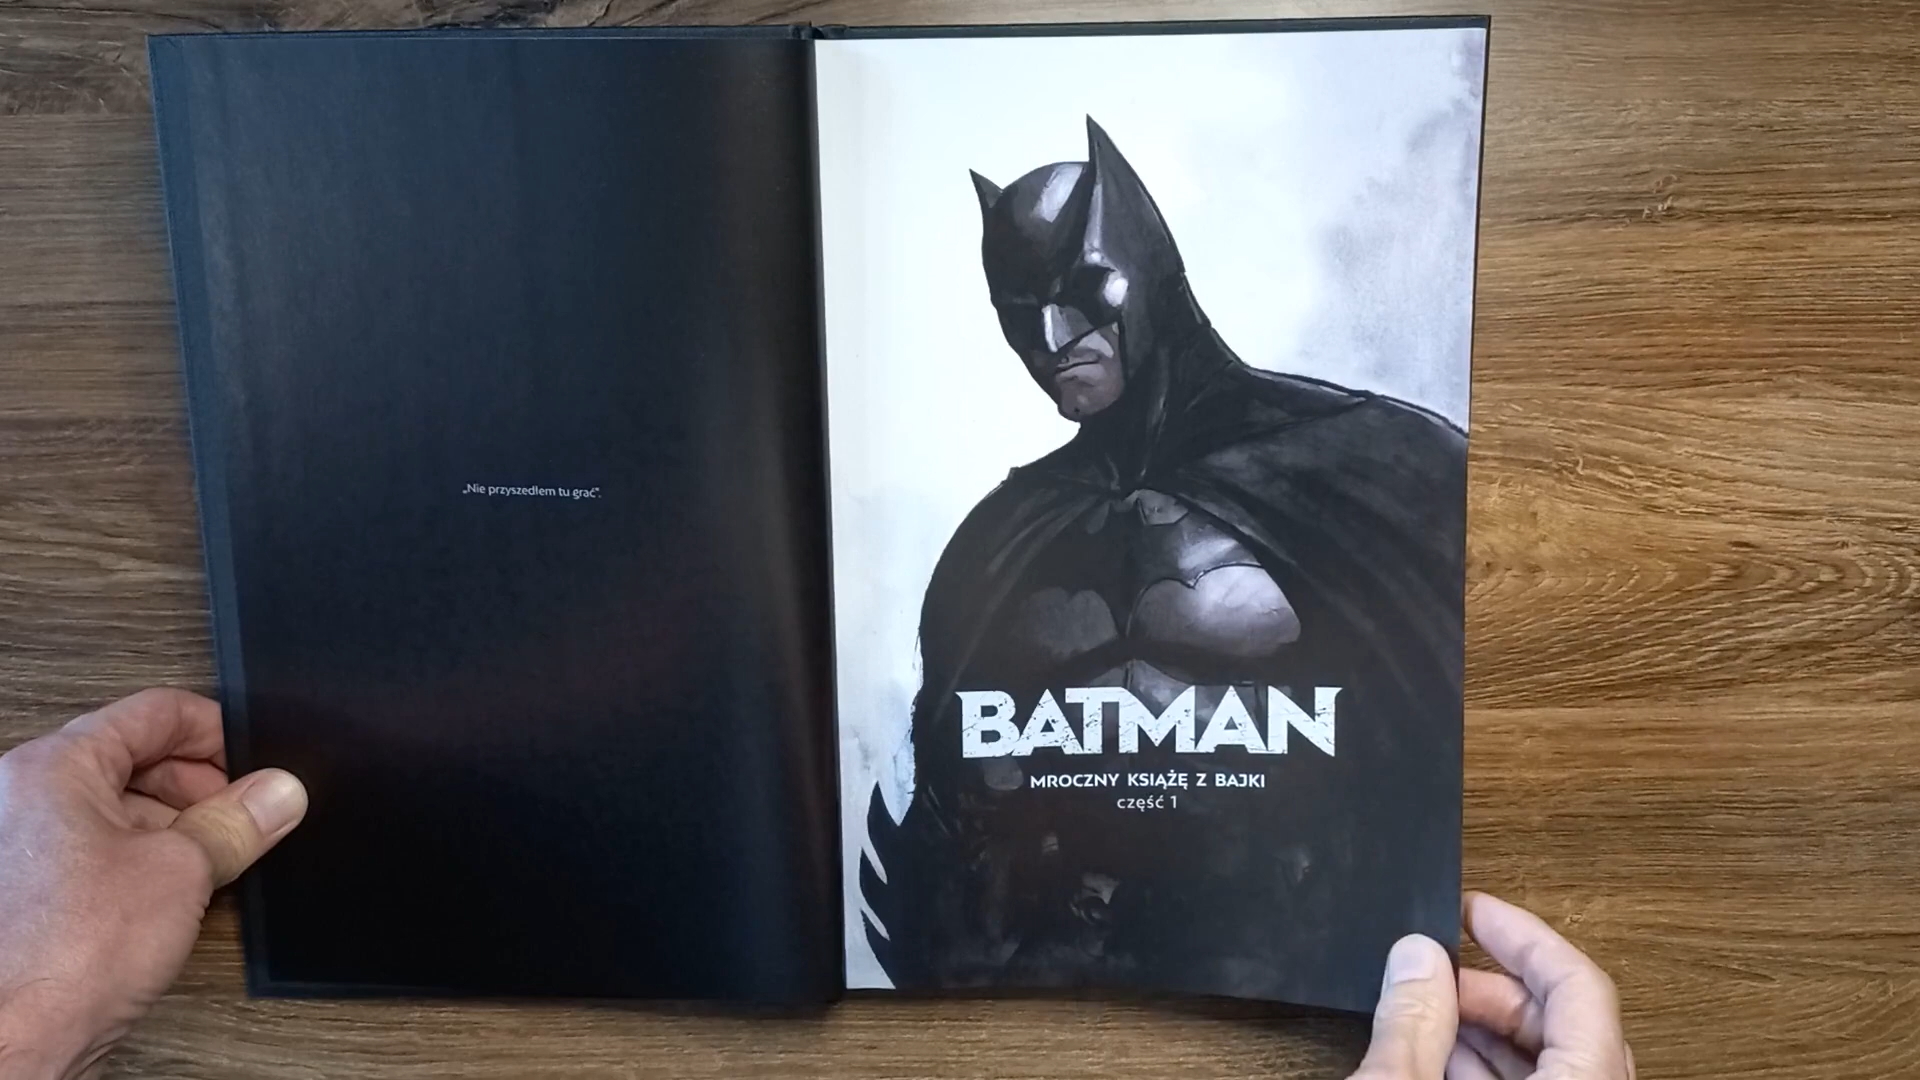 „Nie przyszedłem tu grać”.
BATMAN
MROCZNY KSIĄŻĘ Z BAJKI
część 1